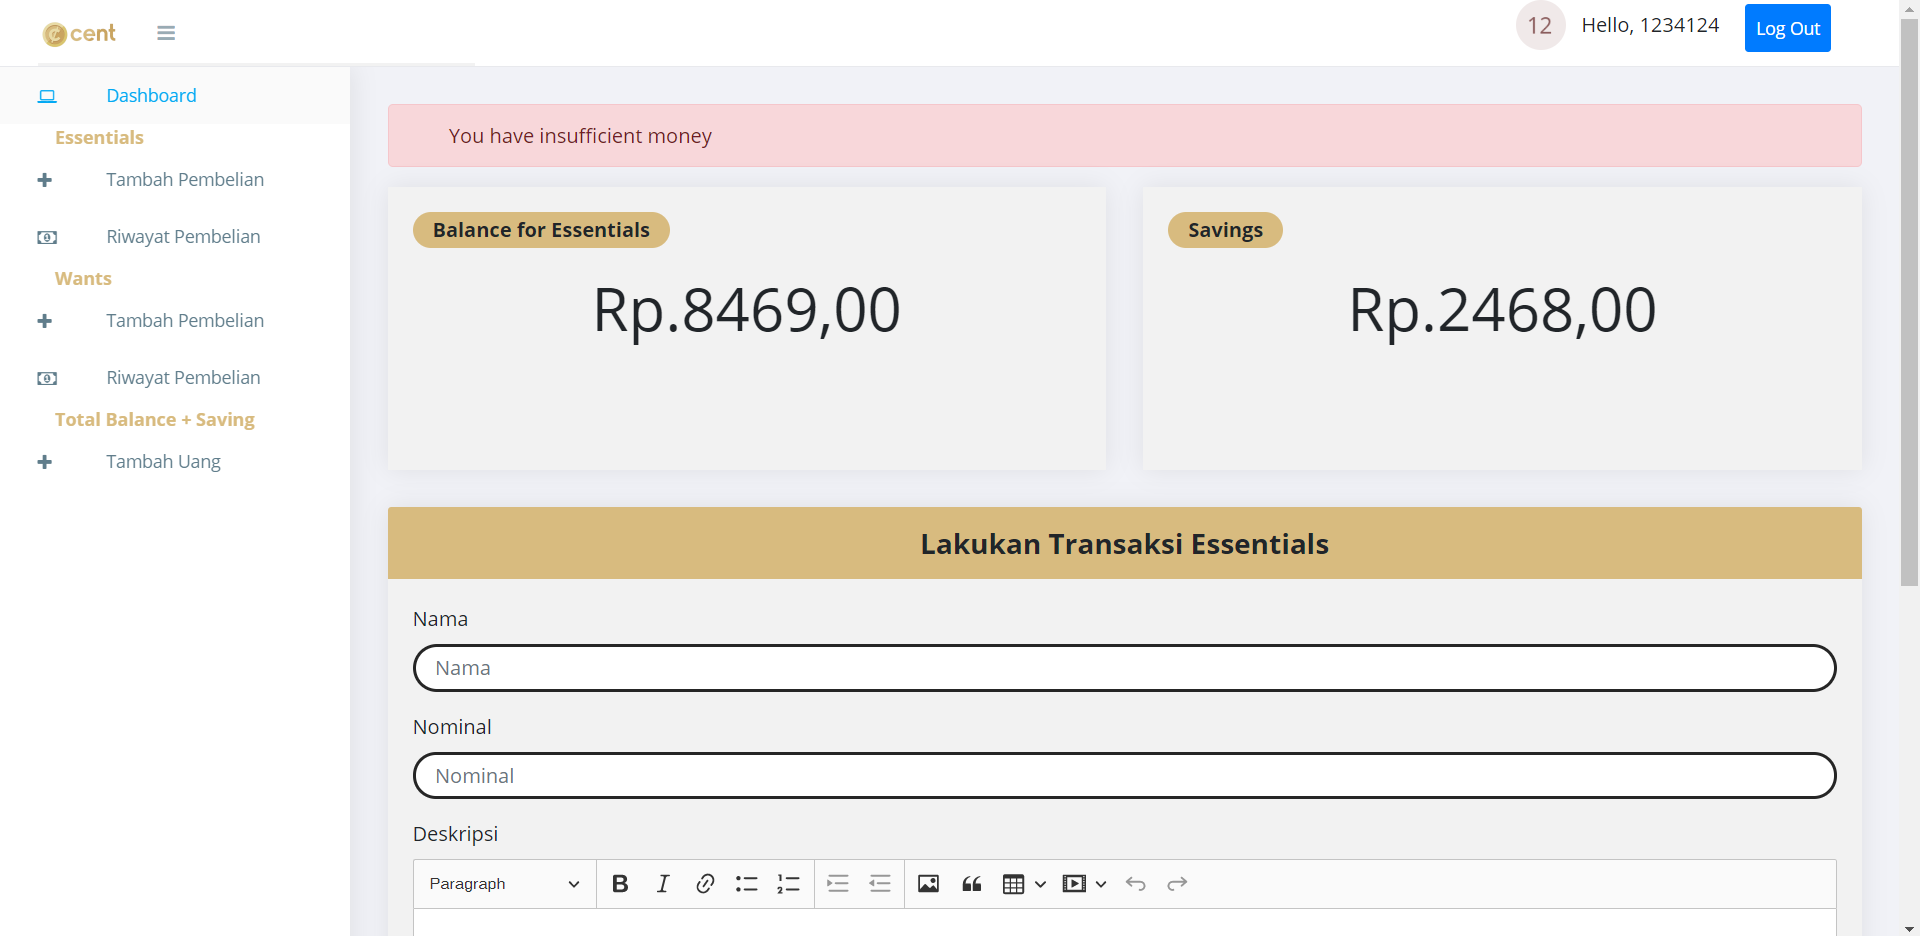 cent
12
Hello, 1234124
Log Out
Dashboard
Essentials
Tambah Pembelian
Riwayat Pembelian
Wants
Tambah Pembelian
Riwayat Pembelian
Total Balance + Saving
Tambah Uang
You have insufficient money
Balance for Essentials
Rp.8469,00
Savings
Rp.2468,00
Lakukan Transaksi Essentials
Nama
Nama
Nominal
Nominal
Deskripsi
Paragraph